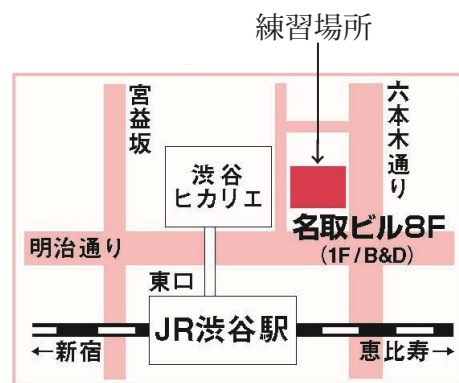 練習場所
宮益坂
六本木通り
渋谷
ヒカリエ
名取ビル8F
(1F/B&D)
明治通り
東口
JR渋谷駅
←新宿
恵比寿→